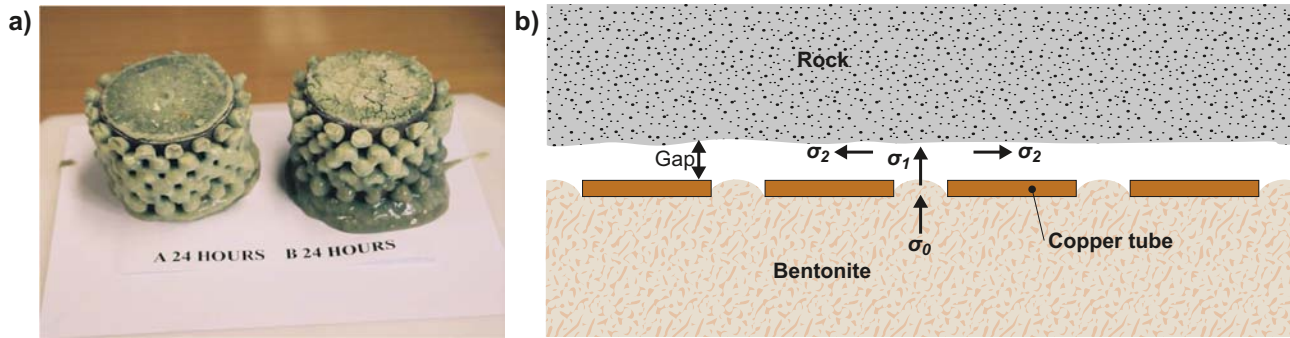 a)
A 24 HOURS B 24 HOURS
b)
Rock
Gap
σ2
σ1
σ2
σ0
Copper tube
Bentonite